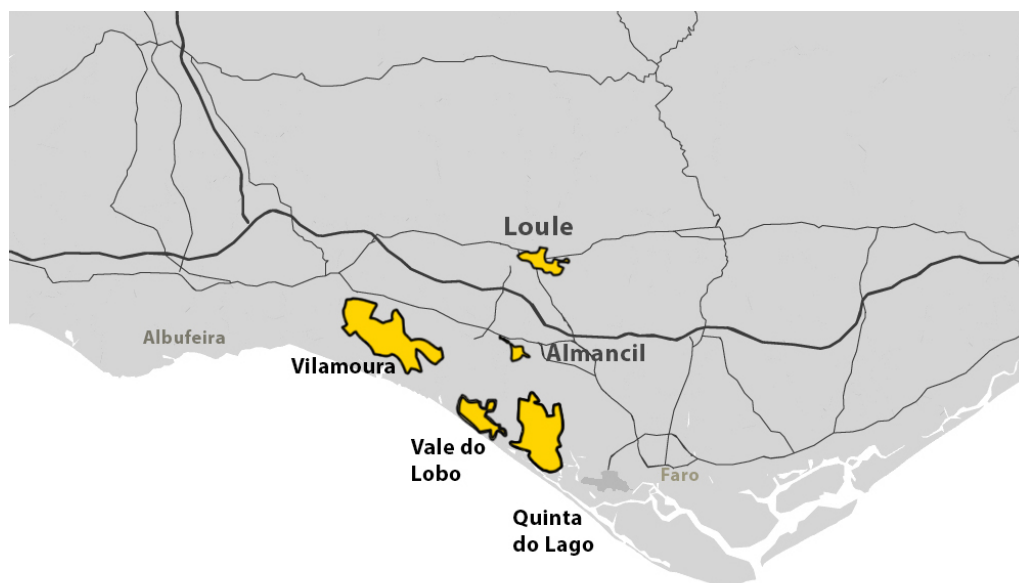 Loule
Albufeira
Vilamoura
Almancil
Vale do
Lobo
Faro
Quinta
do Lago